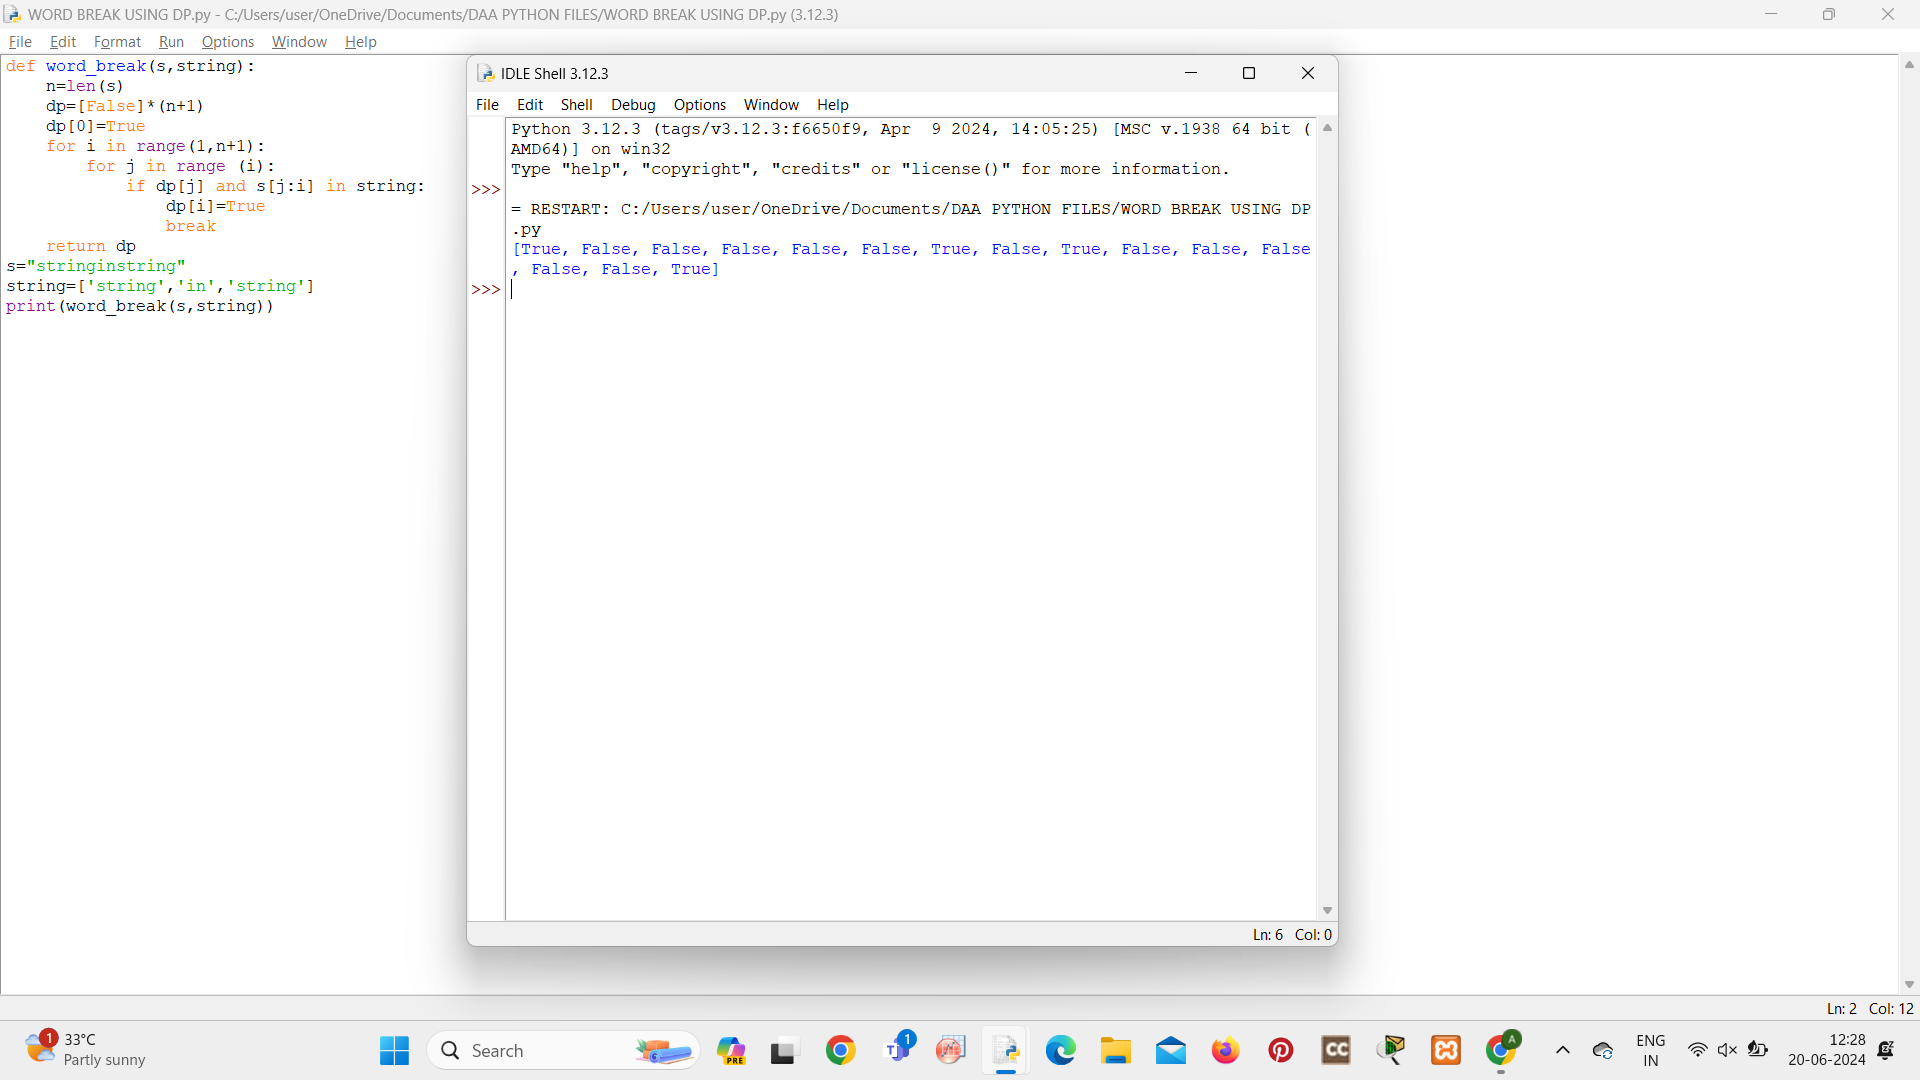 WORD BREAK USING DP.py - C:/Users/user/OneDrive/Documents/DAA PYTHON FILES/WORD BREAK USING DP.py (3.12.3)
File Edit Format Run Options Window Help
def word_break(s,string):
    n=len(s)
    dp=[False]*(n+1)
    dp[0]=True
    for i in range(1,n+1):
        for j in range (i):
            if dp[j] and s[j:i] in string:
                dp[i]=True
                break
    return dp
s="stringinstring"
string=['string','in','string']
print(word_break(s,string))
IDLE Shell 3.12.3
File Edit Shell Debug Options Window Help
Python 3.12.3 (tags/v3.12.3:f6650f9, Apr  9 2024, 14:05:25) [MSC v.1938 64 bit (
AMD64)] on win32
Type "help", "copyright", "credits" or "license()" for more information.
>>>
= RESTART: C:/Users/user/OneDrive/Documents/DAA PYTHON FILES/WORD BREAK USING DP
.py
[True, False, False, False, False, False, True, False, True, False, False, False
, False, False, True]
>>>
Ln: 6 Col: 0
Ln: 2 Col: 12
1
33°C
Partly sunny
Search
PRE
T
1
CC
A
ENG
IN
12:28
20-06-2024